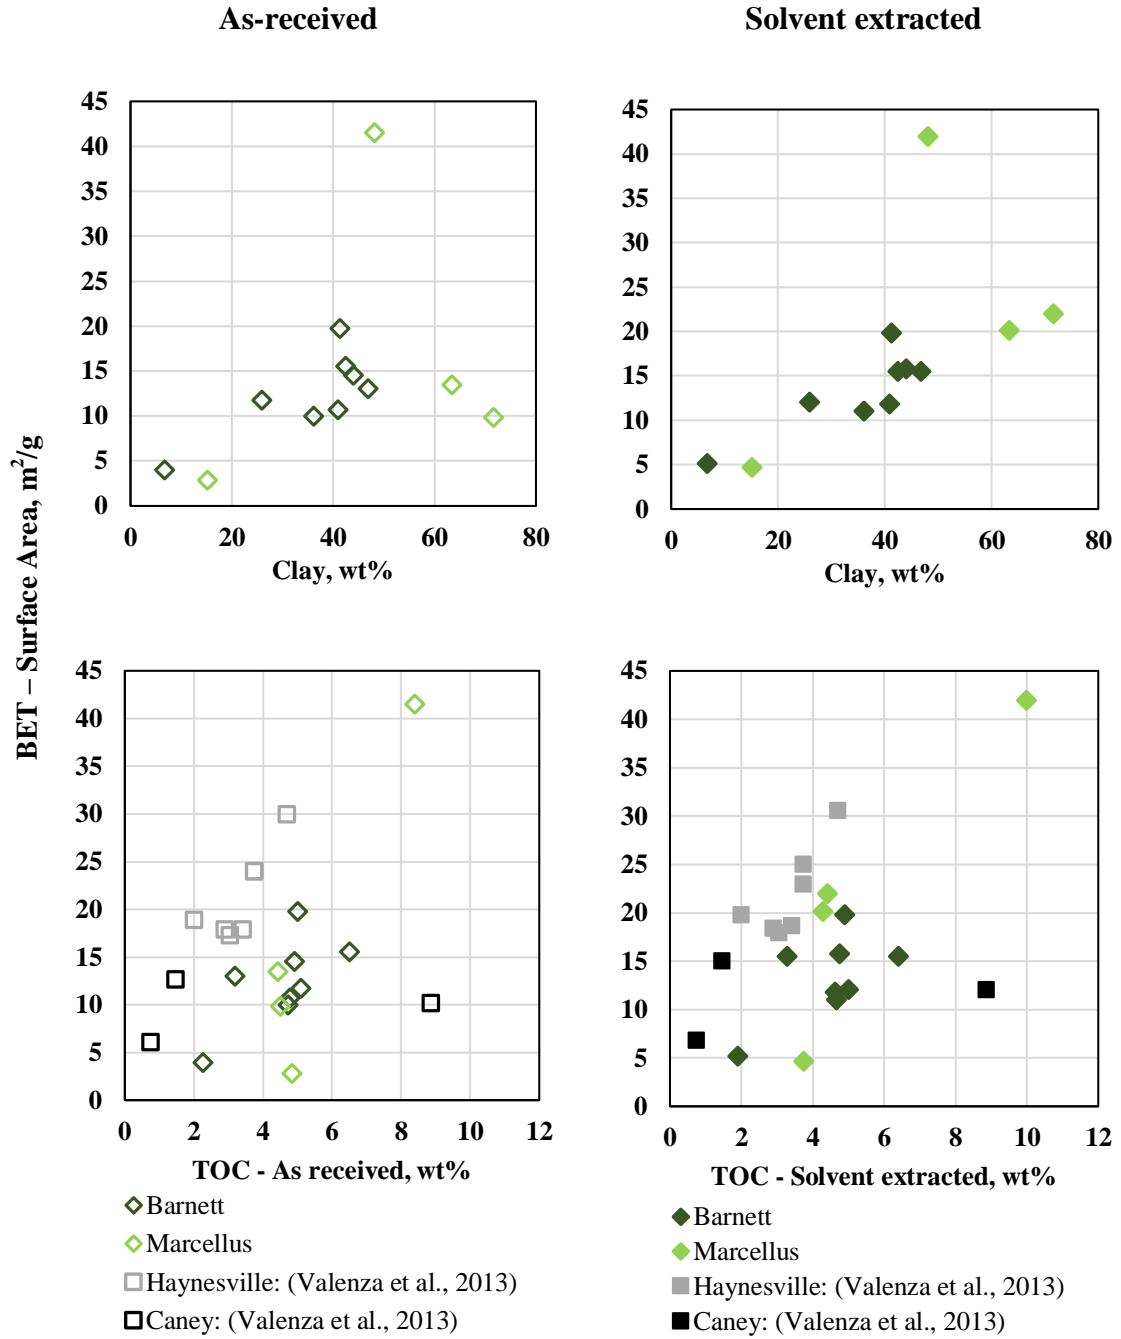 As-received
Solvent extracted
BET – Surface Area, m²/g
45
40
35
30
25
20
15
10
5
0
0 20 40 60 80
Clay, wt%
45
40
35
30
25
20
15
10
5
0
0 20 40 60 80
Clay, wt%
45
40
35
30
25
20
15
10
5
0
0 2 4 6 8 10 12
TOC - As received, wt%
Barnett
Marcellus
Haynesville: (Valenza et al., 2013)
Caney: (Valenza et al., 2013)
45
40
35
30
25
20
15
10
5
0
0 2 4 6 8 10 12
TOC - Solvent extracted, wt%
Barnett
Marcellus
Haynesville: (Valenza et al., 2013)
Caney: (Valenza et al., 2013)